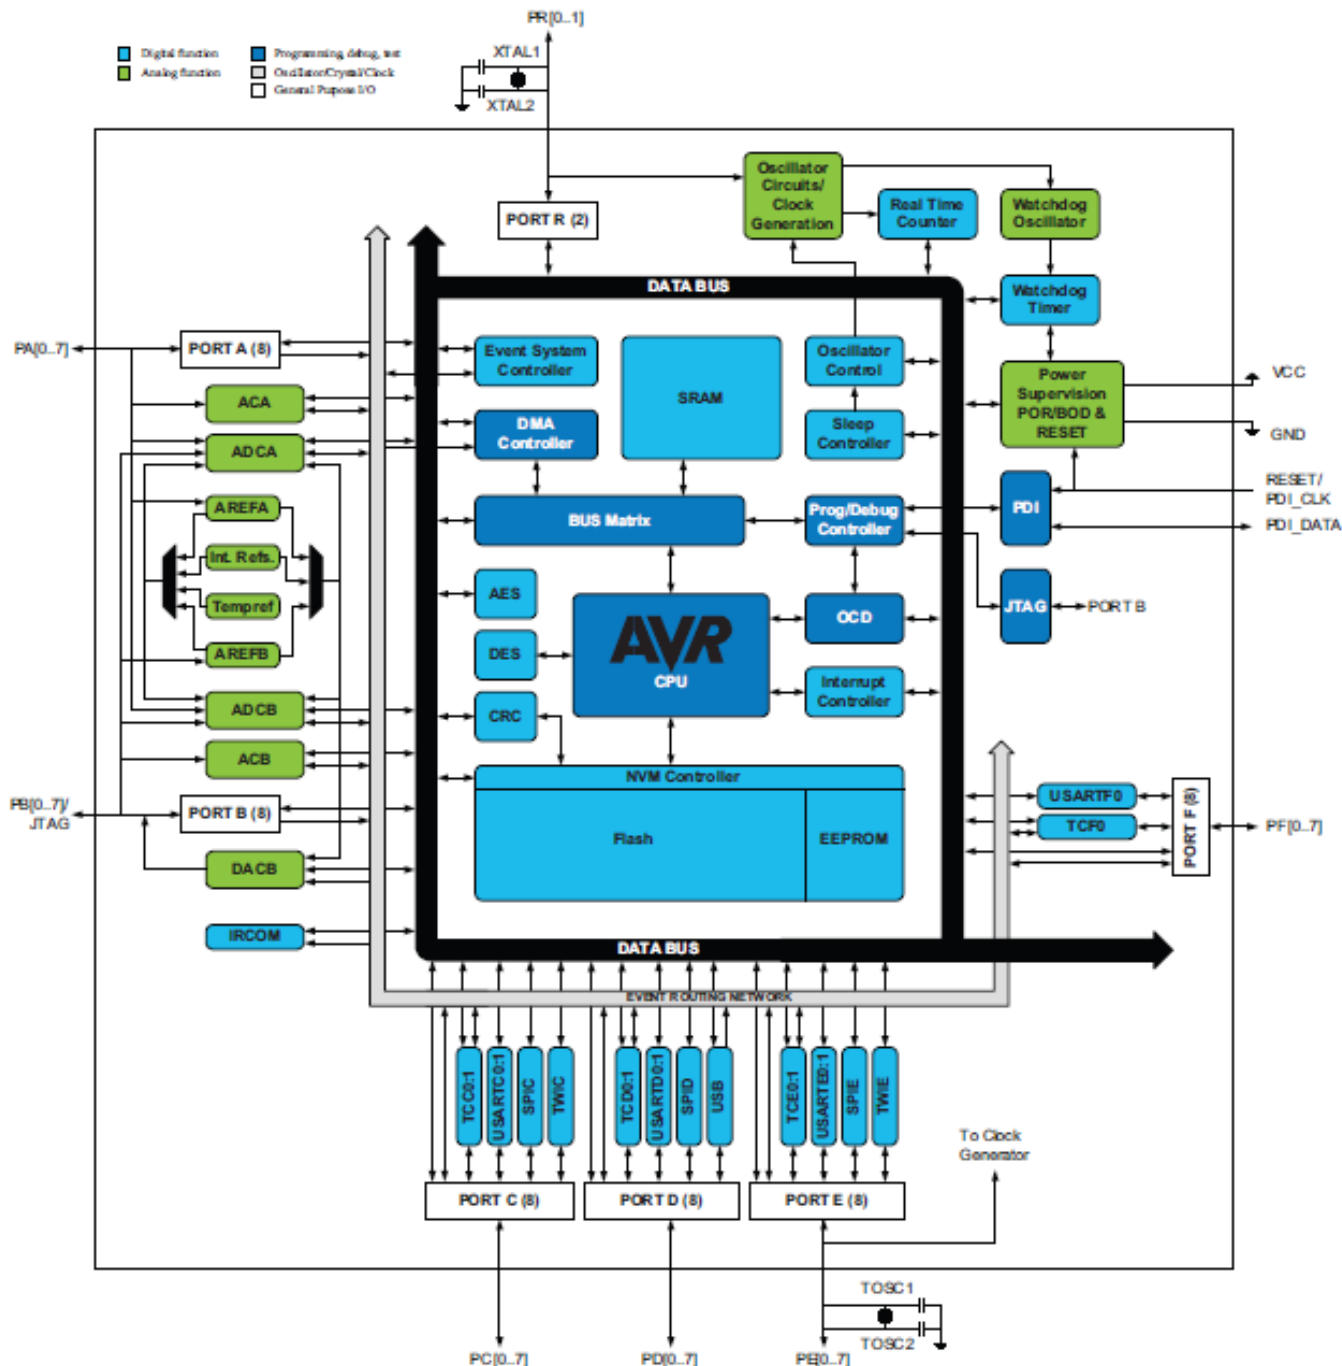 PR[0..1]
Digital function
Analog function
Programming, debug, test
Oscillator/Crystal/Clock
General Purpose I/O
XTAL1
XTAL2
PORT R (2)
Oscillator
Circuits/
Clock
Generation
Real Time
Counter
Watchdog
Oscillator
DATA BUS
Watchdog
Timer
PA[0..7]
PORT A (8)
Event System
Controller
SRAM
Oscillator
Control
Power
Supervision
POR/BOD &
RESET
VCC
GND
ACA
DMA
Controller
Sleep
Controller
ADCA
RESET/
PDI_CLK
PDI_DATA
AREFA
BUS Matrix
Prog/Debug
Controller
PDI
Int. Refs.
Tempref
AES
AVR
CPU
OCD
JTAG
PORT B
AREFB
DES
Interrupt
Controller
ADCB
CRC
ACB
NVM Controller
Flash
EEPROM
PB[0..7]/
JTAG
PORT B (8)
DACB
IRCOM
USARTF0
TCF0
PORT F (8)
PF[0..7]
DATA BUS
EVENT ROUTING NETWORK
TCC0:1
USARTC0:1
SPIC
TWIC
TCD0:1
USARTD0:1
SPID
USB
TCE0:1
USARTE0:1
SPIE
TWIE
To Clock
Generator
PORT C (8)
PORT D (8)
PORT E (8)
TOSC1
TOSC2
PC[0..7]
PD[0..7]
PE[0..7]